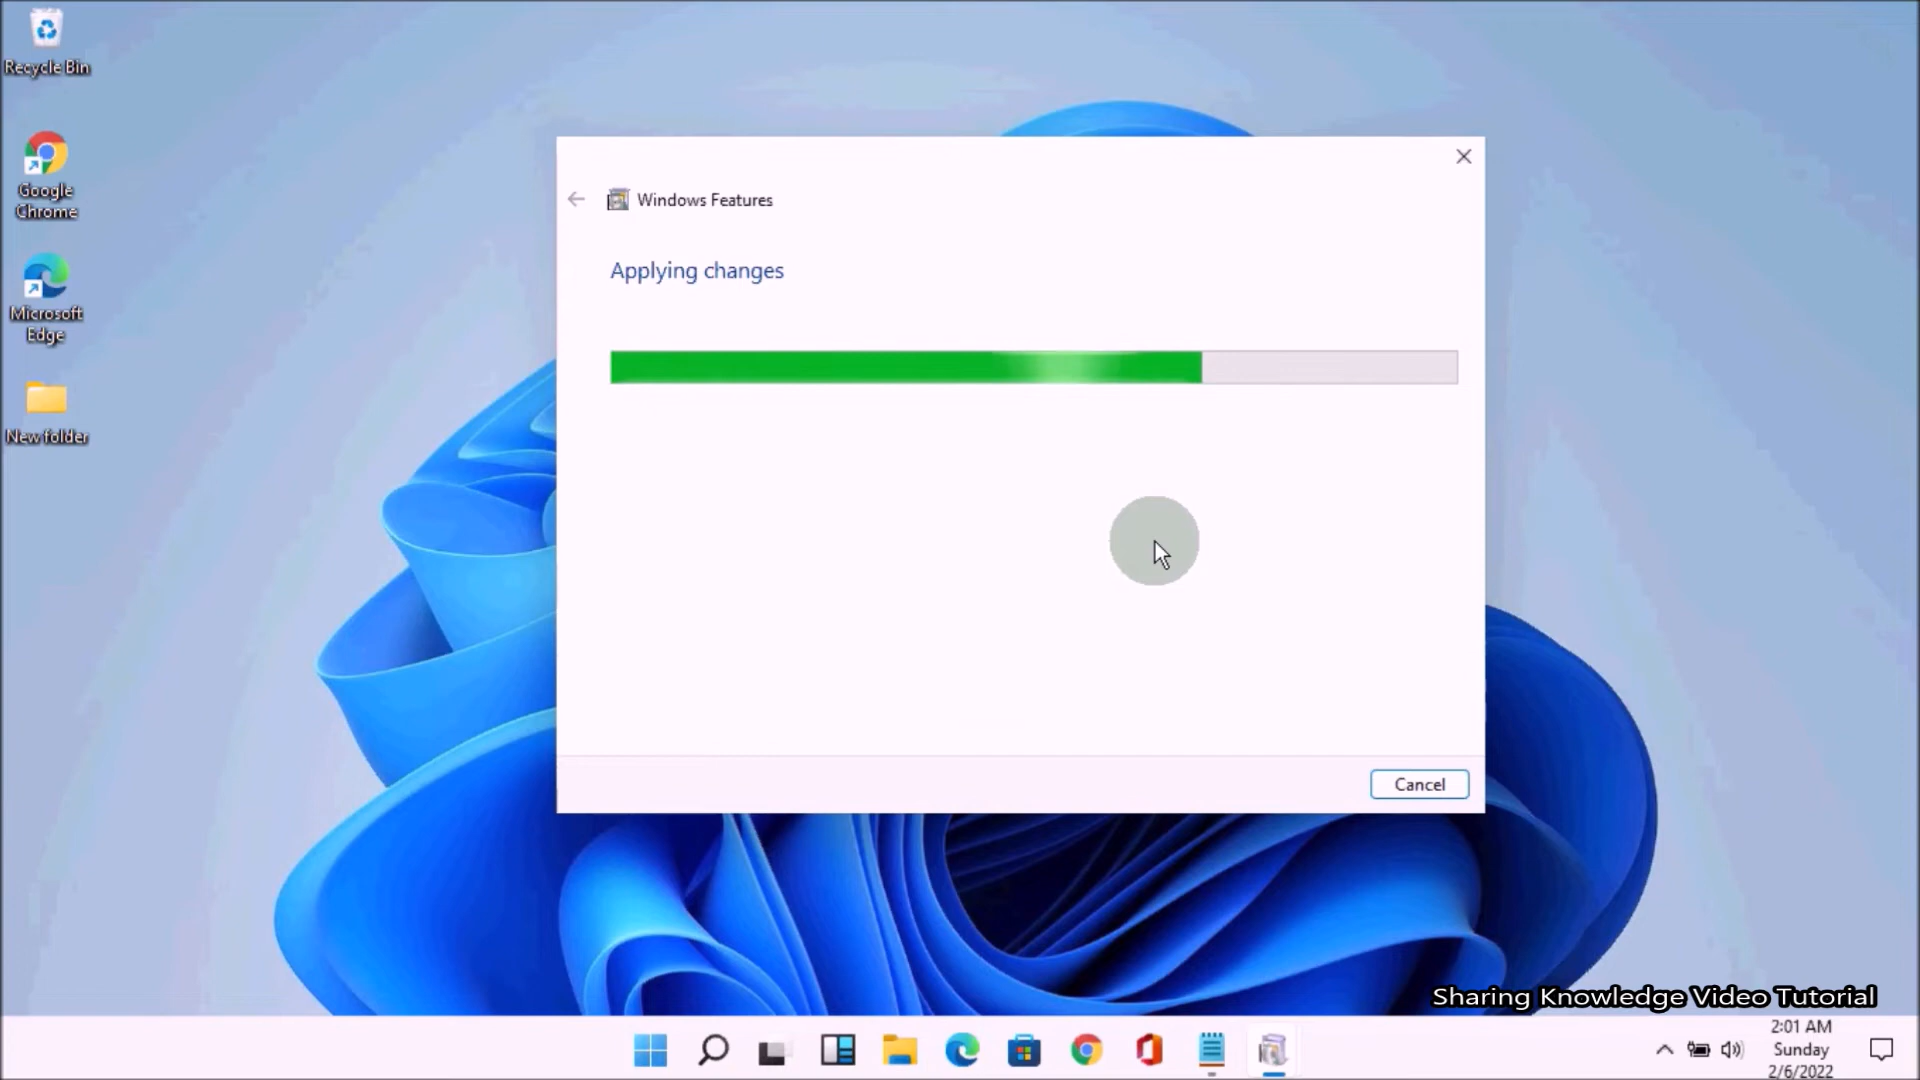 Recycle Bin
Google
Chrome
Microsoft
Edge
New folder
Windows Features
Applying changes
Cancel
Sharing Knowledge Video Tutorial
2:01 AM
Sunday
2/6/2022